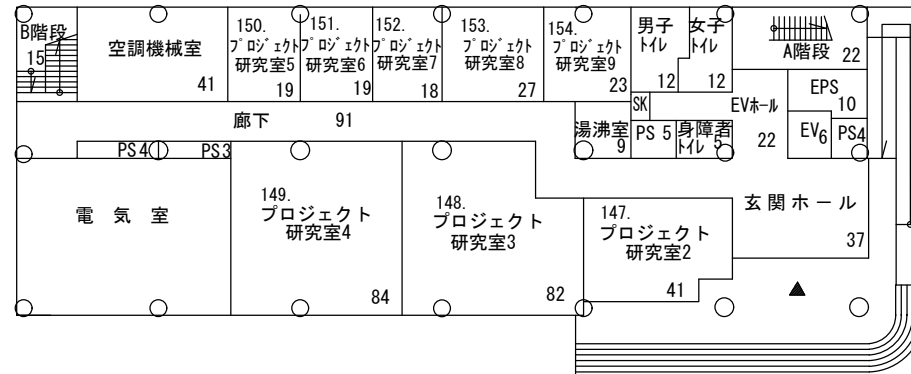 B階段
15
空調機械室
41
150.
プロジェクト
研究室5
19
151.
プロジェクト
研究室6
19
152.
プロジェクト
研究室7
18
153.
プロジェクト
研究室8
27
154.
プロジェクト
研究室9
23
男子
トイレ
12
女子
トイレ
12
A階段
22
EPS
10
SK
EVホール
22
EV6
PS4
廊下 91
湯沸室
9
PS 5
身障者
トイレ 5
PS4
PS3
電 気 室
149.
プロジェクト
研究室4
84
148.
プロジェクト
研究室3
82
147.
プロジェクト
研究室2
41
玄関ホール
37